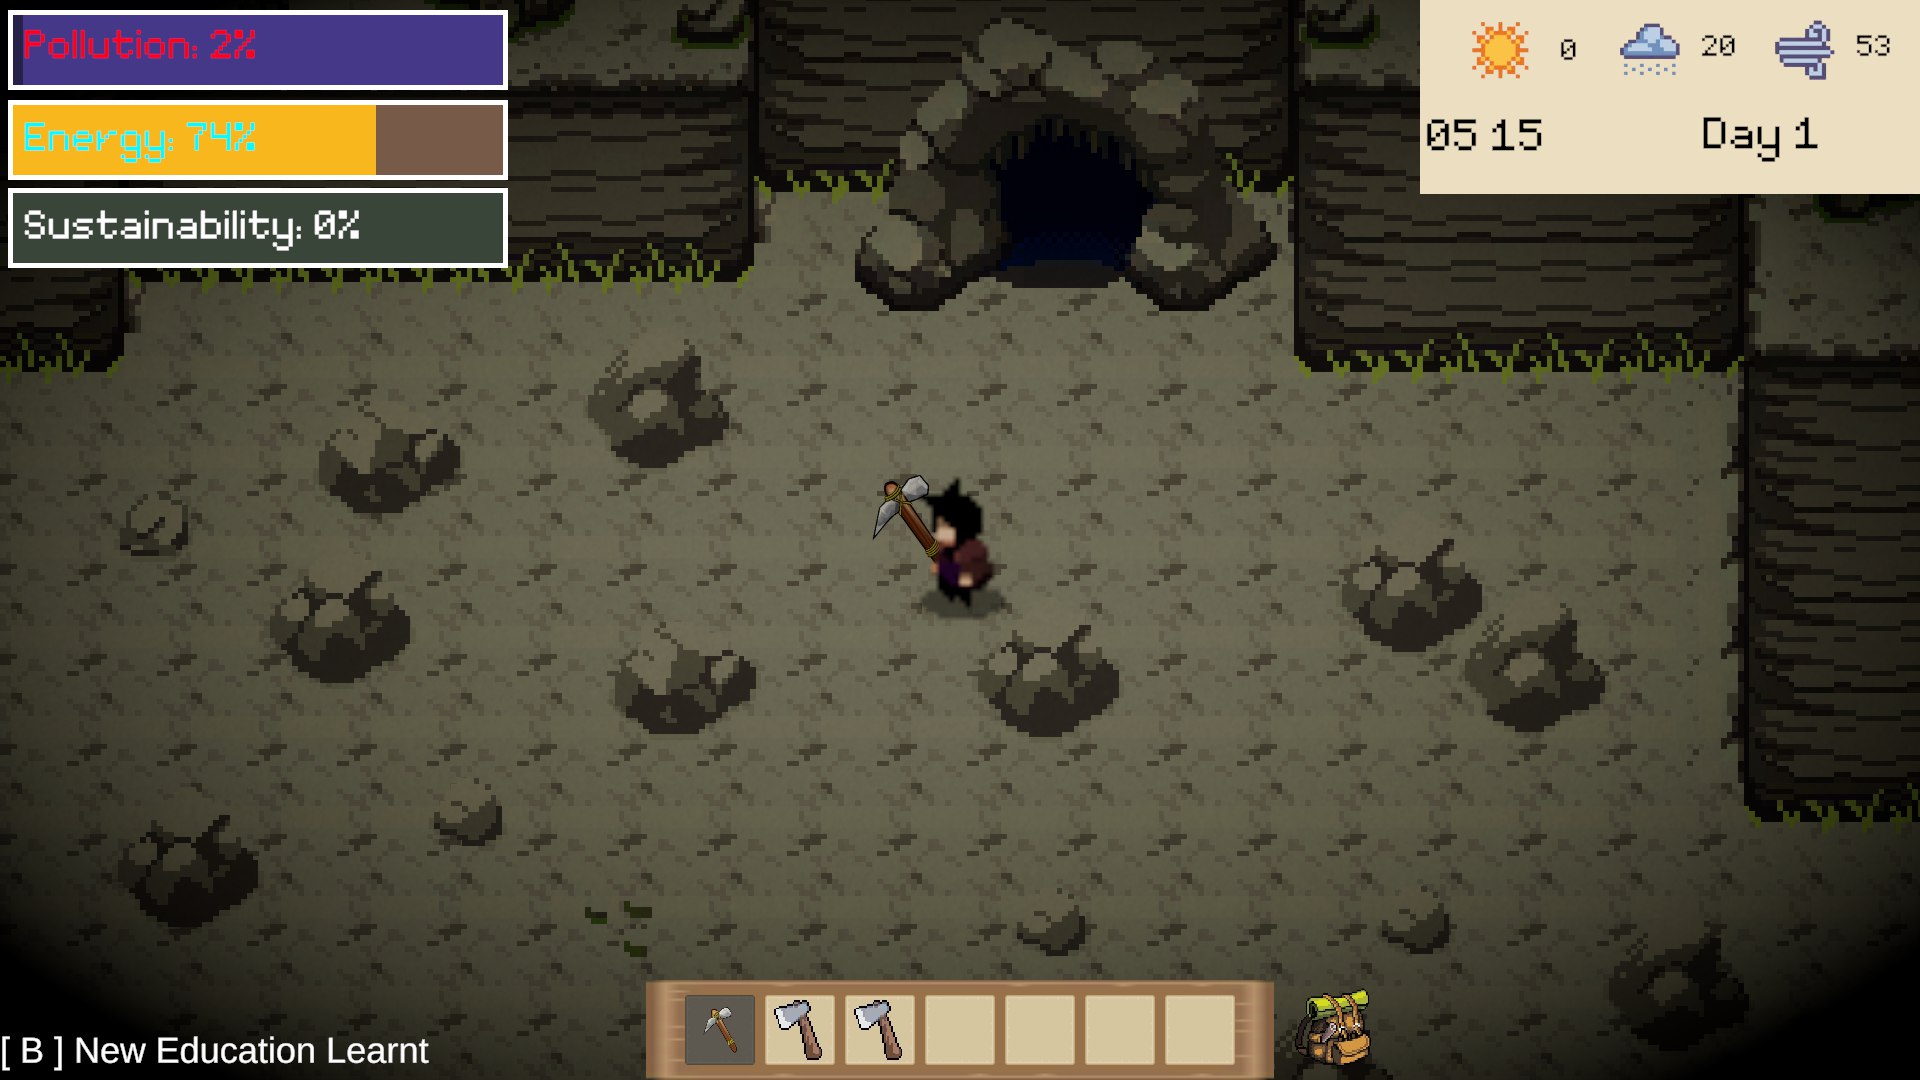 Pollution: 2%
Energy: 74%
Sustainability: 0%
0 20 53
05 15 Day 1
[ B ] New Education Learnt